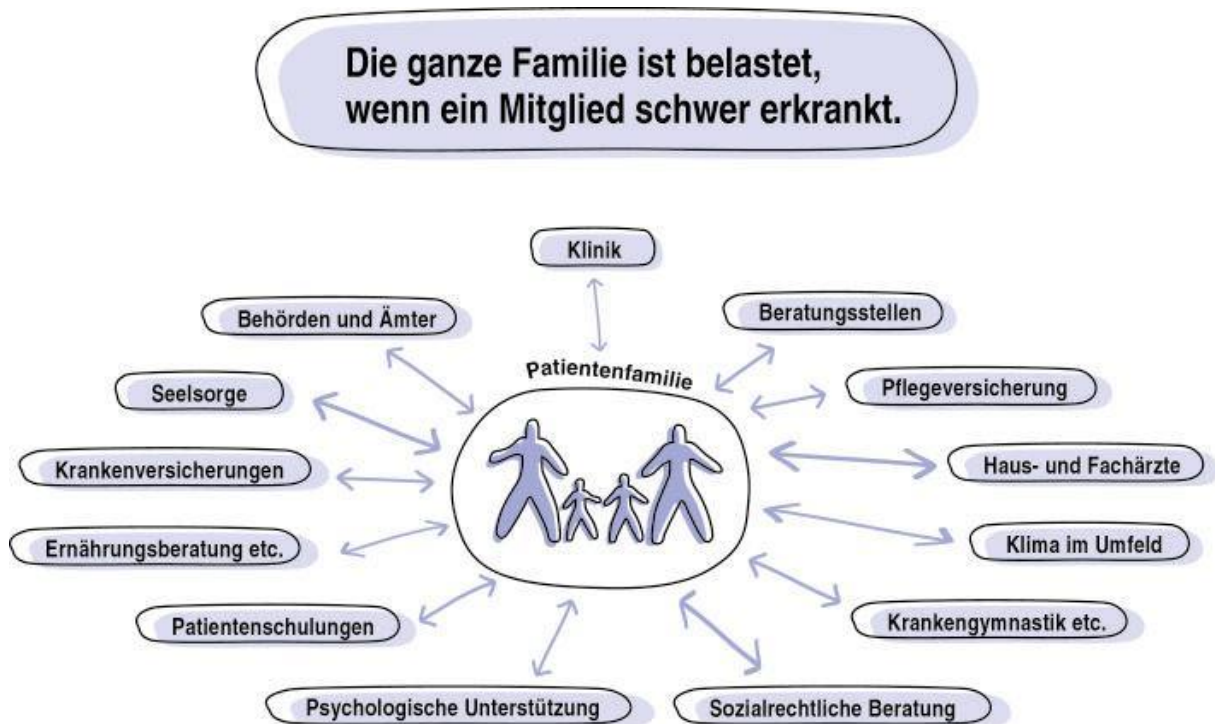 Die ganze Familie ist belastet,
wenn ein Mitglied schwer erkrankt.
Klinik
Behörden und Ämter
Beratungsstellen
Patientenfamilie
Seelsorge
Pflegeversicherung
Krankenversicherungen
Haus- und Fachärzte
Ernährungsberatung etc.
Klima im Umfeld
Patientenschulungen
Krankengymnastik etc.
Psychologische Unterstützung
Sozialrechtliche Beratung